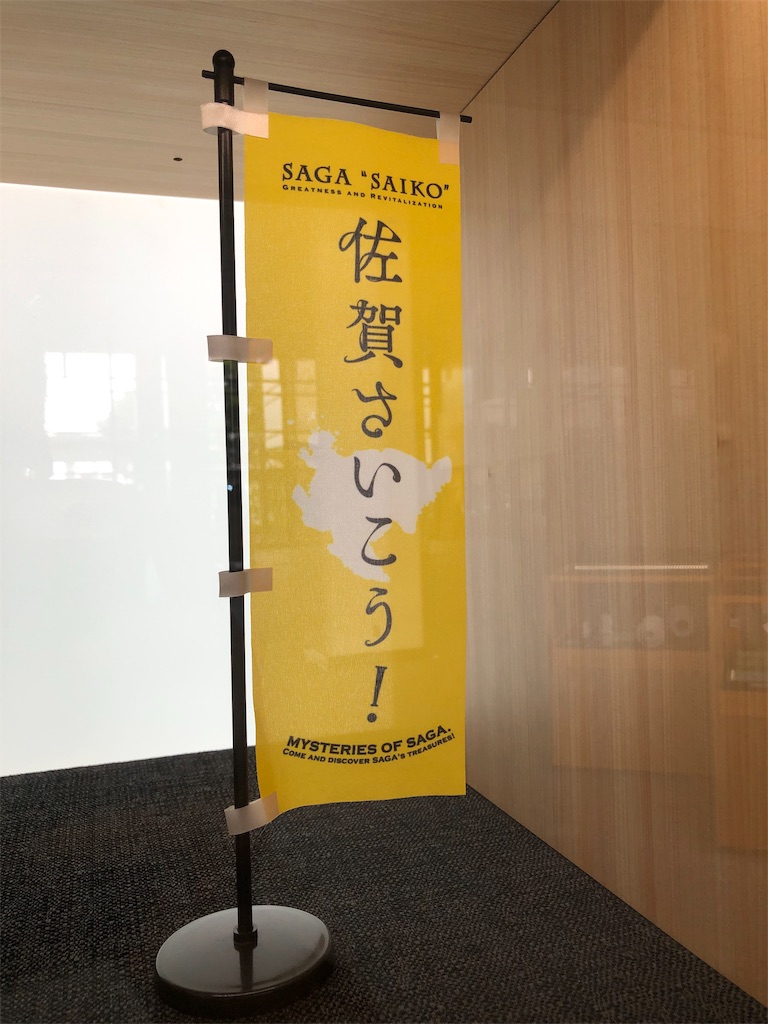 SAGA "SAIKO"
GREATNESS AND REVITALIZATION
佐賀さいこう!
MYSTERIES OF SAGA.
COME AND DISCOVER SAGA'S TREASURES!